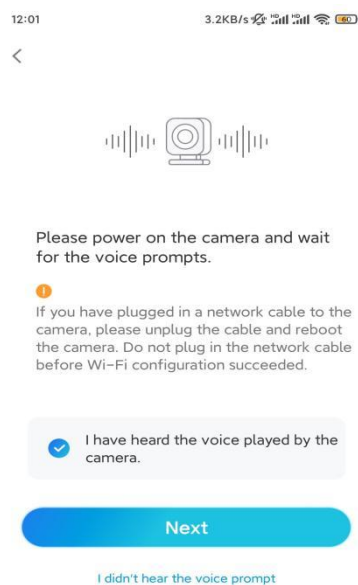 12:01
3.2KB/s HD HD 60
Please power on the camera and wait
for the voice prompts.
If you have plugged in a network cable to the
camera, please unplug the cable and reboot
the camera. Do not plug in the network cable
before Wi-Fi configuration succeeded.
I have heard the voice played by the
camera.
Next
I didn't hear the voice prompt